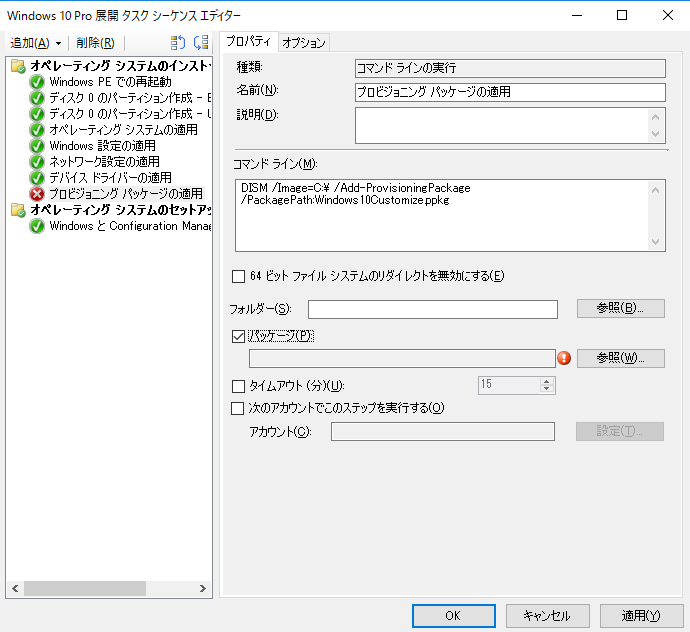 Windows 10 Pro 展開 タスク シーケンス エディター
追加(A)
削除(R)
オペレーティング システムのインスト
Windows PE での再起動
ディスク 0 のパーティション作成 -
ディスク 0 のパーティション作成 -
オペレーティング システムの適用
Windows 設定の適用
ネットワーク設定の適用
デバイス ドライバーの適用
プロビジョニング パッケージの適用
オペレーティング システムのセットアッ
Windows と Configuration Mana
プロパティ
オプション
種類:
コマンド ラインの実行
名前(N):
プロビジョニング パッケージの適用
説明(D):
コマンド ライン(M):
DISM /Image=C:¥ /Add-ProvisioningPackage
/PackagePath:Windows10Customize.ppkg
64 ビット ファイル システムのリダイレクトを無効にする(E)
フォルダー(S):
参照(B)...
パッケージ(P)
参照(W)...
タイムアウト (分)(U):
15
次のアカウントでこのステップを実行する(O)
アカウント(C):
設定(T)...
OK
キャンセル
適用(Y)